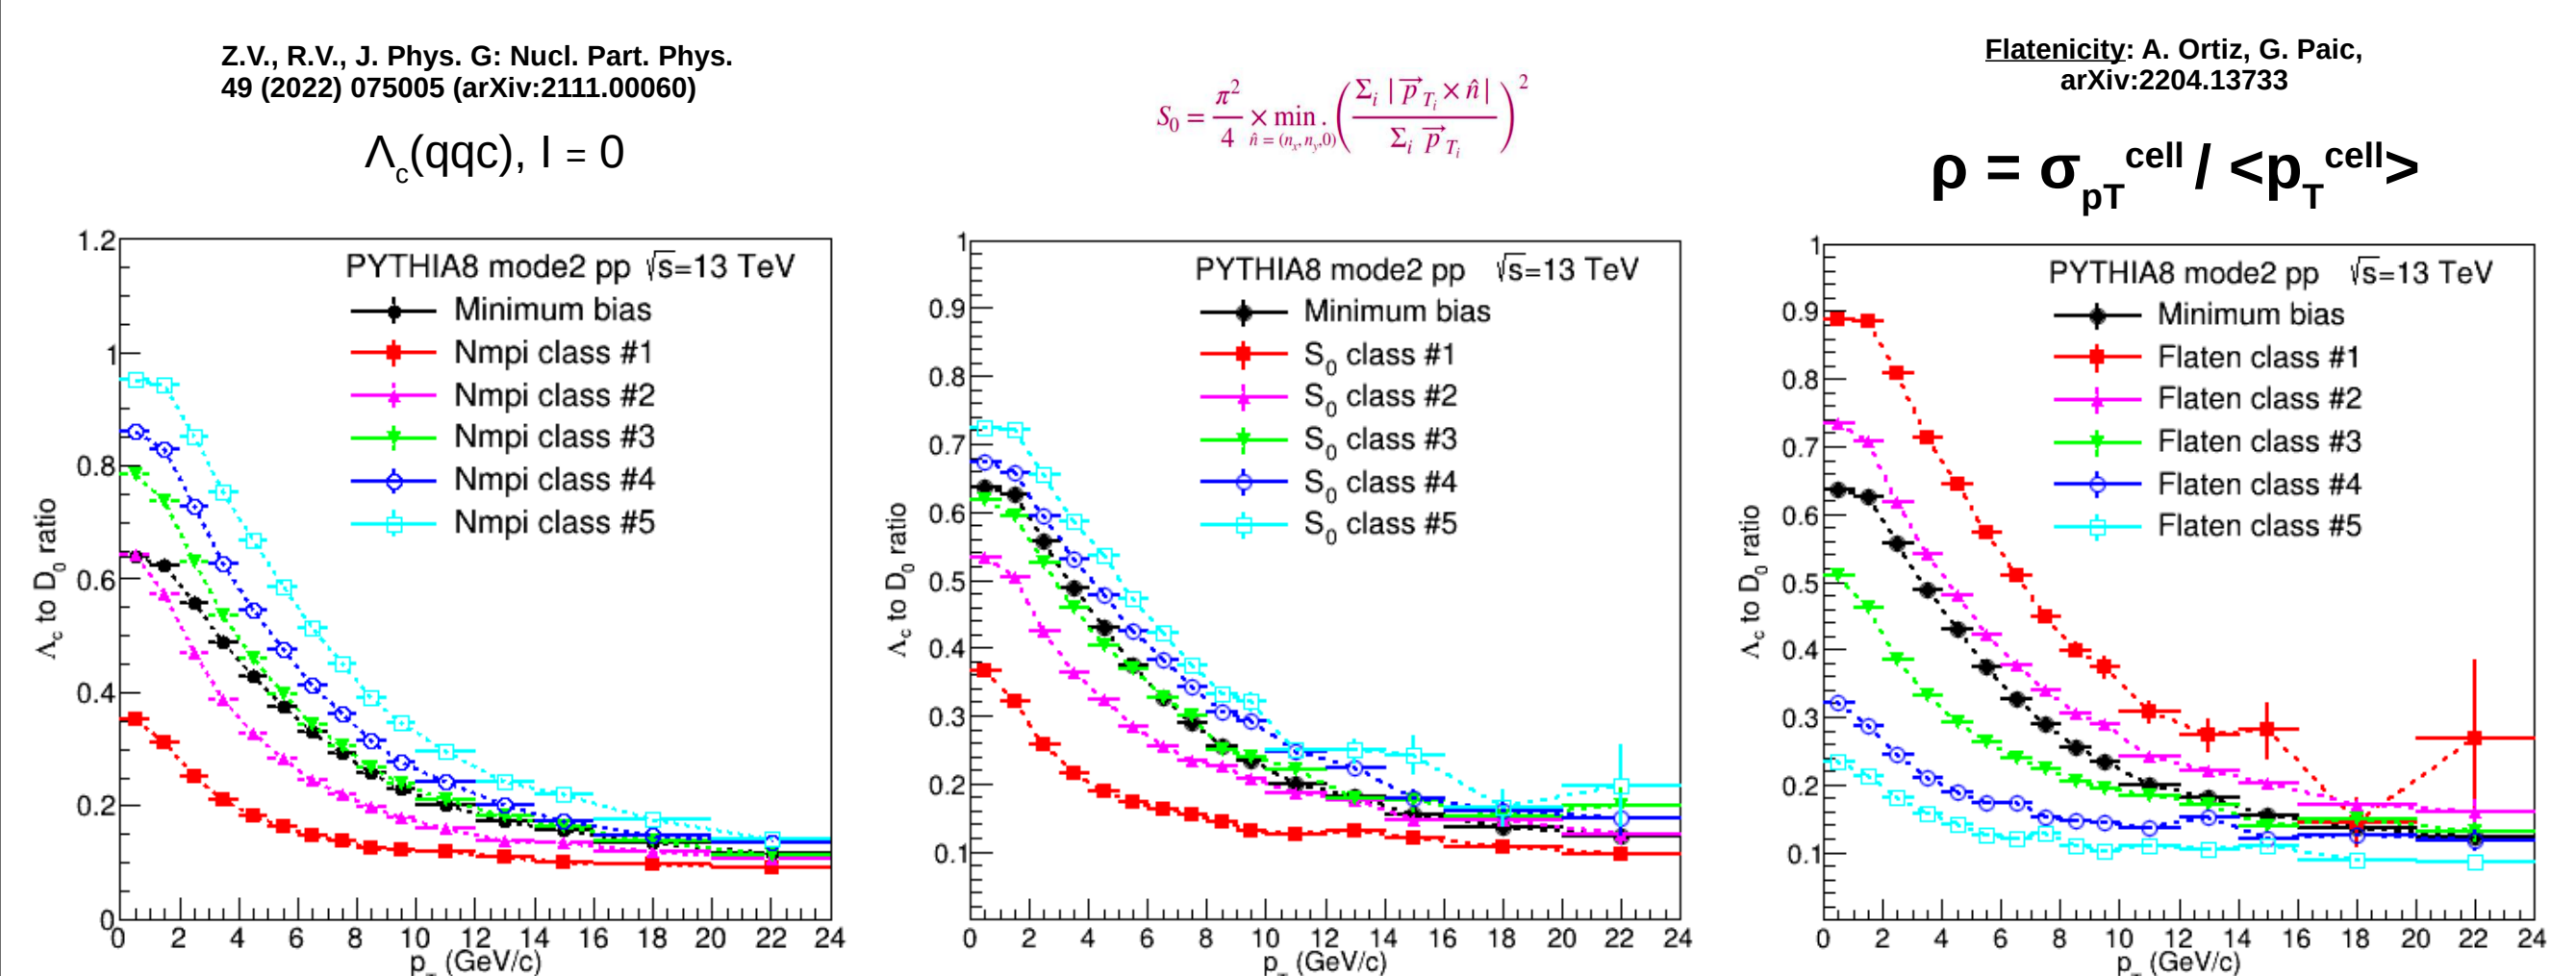 Z.V., R.V., J. Phys. G: Nucl. Part. Phys.
49 (2022) 075005 (arXiv:2111.00060)
Λc(qqc), I = 0
S0 = π²/4 × min. n̂ = (nx, ny, 0) ( Σi | p⃗Ti × n̂ | / Σi p⃗Ti )²
Flatenicity: A. Ortiz, G. Paic,
arXiv:2204.13733
ρ = σpT^cell / <pT^cell>
PYTHIA8 mode2 pp √s=13 TeV
Minimum bias
Nmpi class #1
Nmpi class #2
Nmpi class #3
Nmpi class #4
Nmpi class #5
Λc to D0 ratio
1.2
1
0.8
0.6
0.4
0.2
0
0 2 4 6 8 10 12 14 16 18 20 22 24
pT (GeV/c)
PYTHIA8 mode2 pp √s=13 TeV
Minimum bias
S0 class #1
S0 class #2
S0 class #3
S0 class #4
S0 class #5
Λc to D0 ratio
1
0.9
0.8
0.7
0.6
0.5
0.4
0.3
0.2
0.1
0 2 4 6 8 10 12 14 16 18 20 22 24
pT (GeV/c)
PYTHIA8 mode2 pp √s=13 TeV
Minimum bias
Flaten class #1
Flaten class #2
Flaten class #3
Flaten class #4
Flaten class #5
Λc to D0 ratio
1
0.9
0.8
0.7
0.6
0.5
0.4
0.3
0.2
0.1
0 2 4 6 8 10 12 14 16 18 20 22 24
pT (GeV/c)